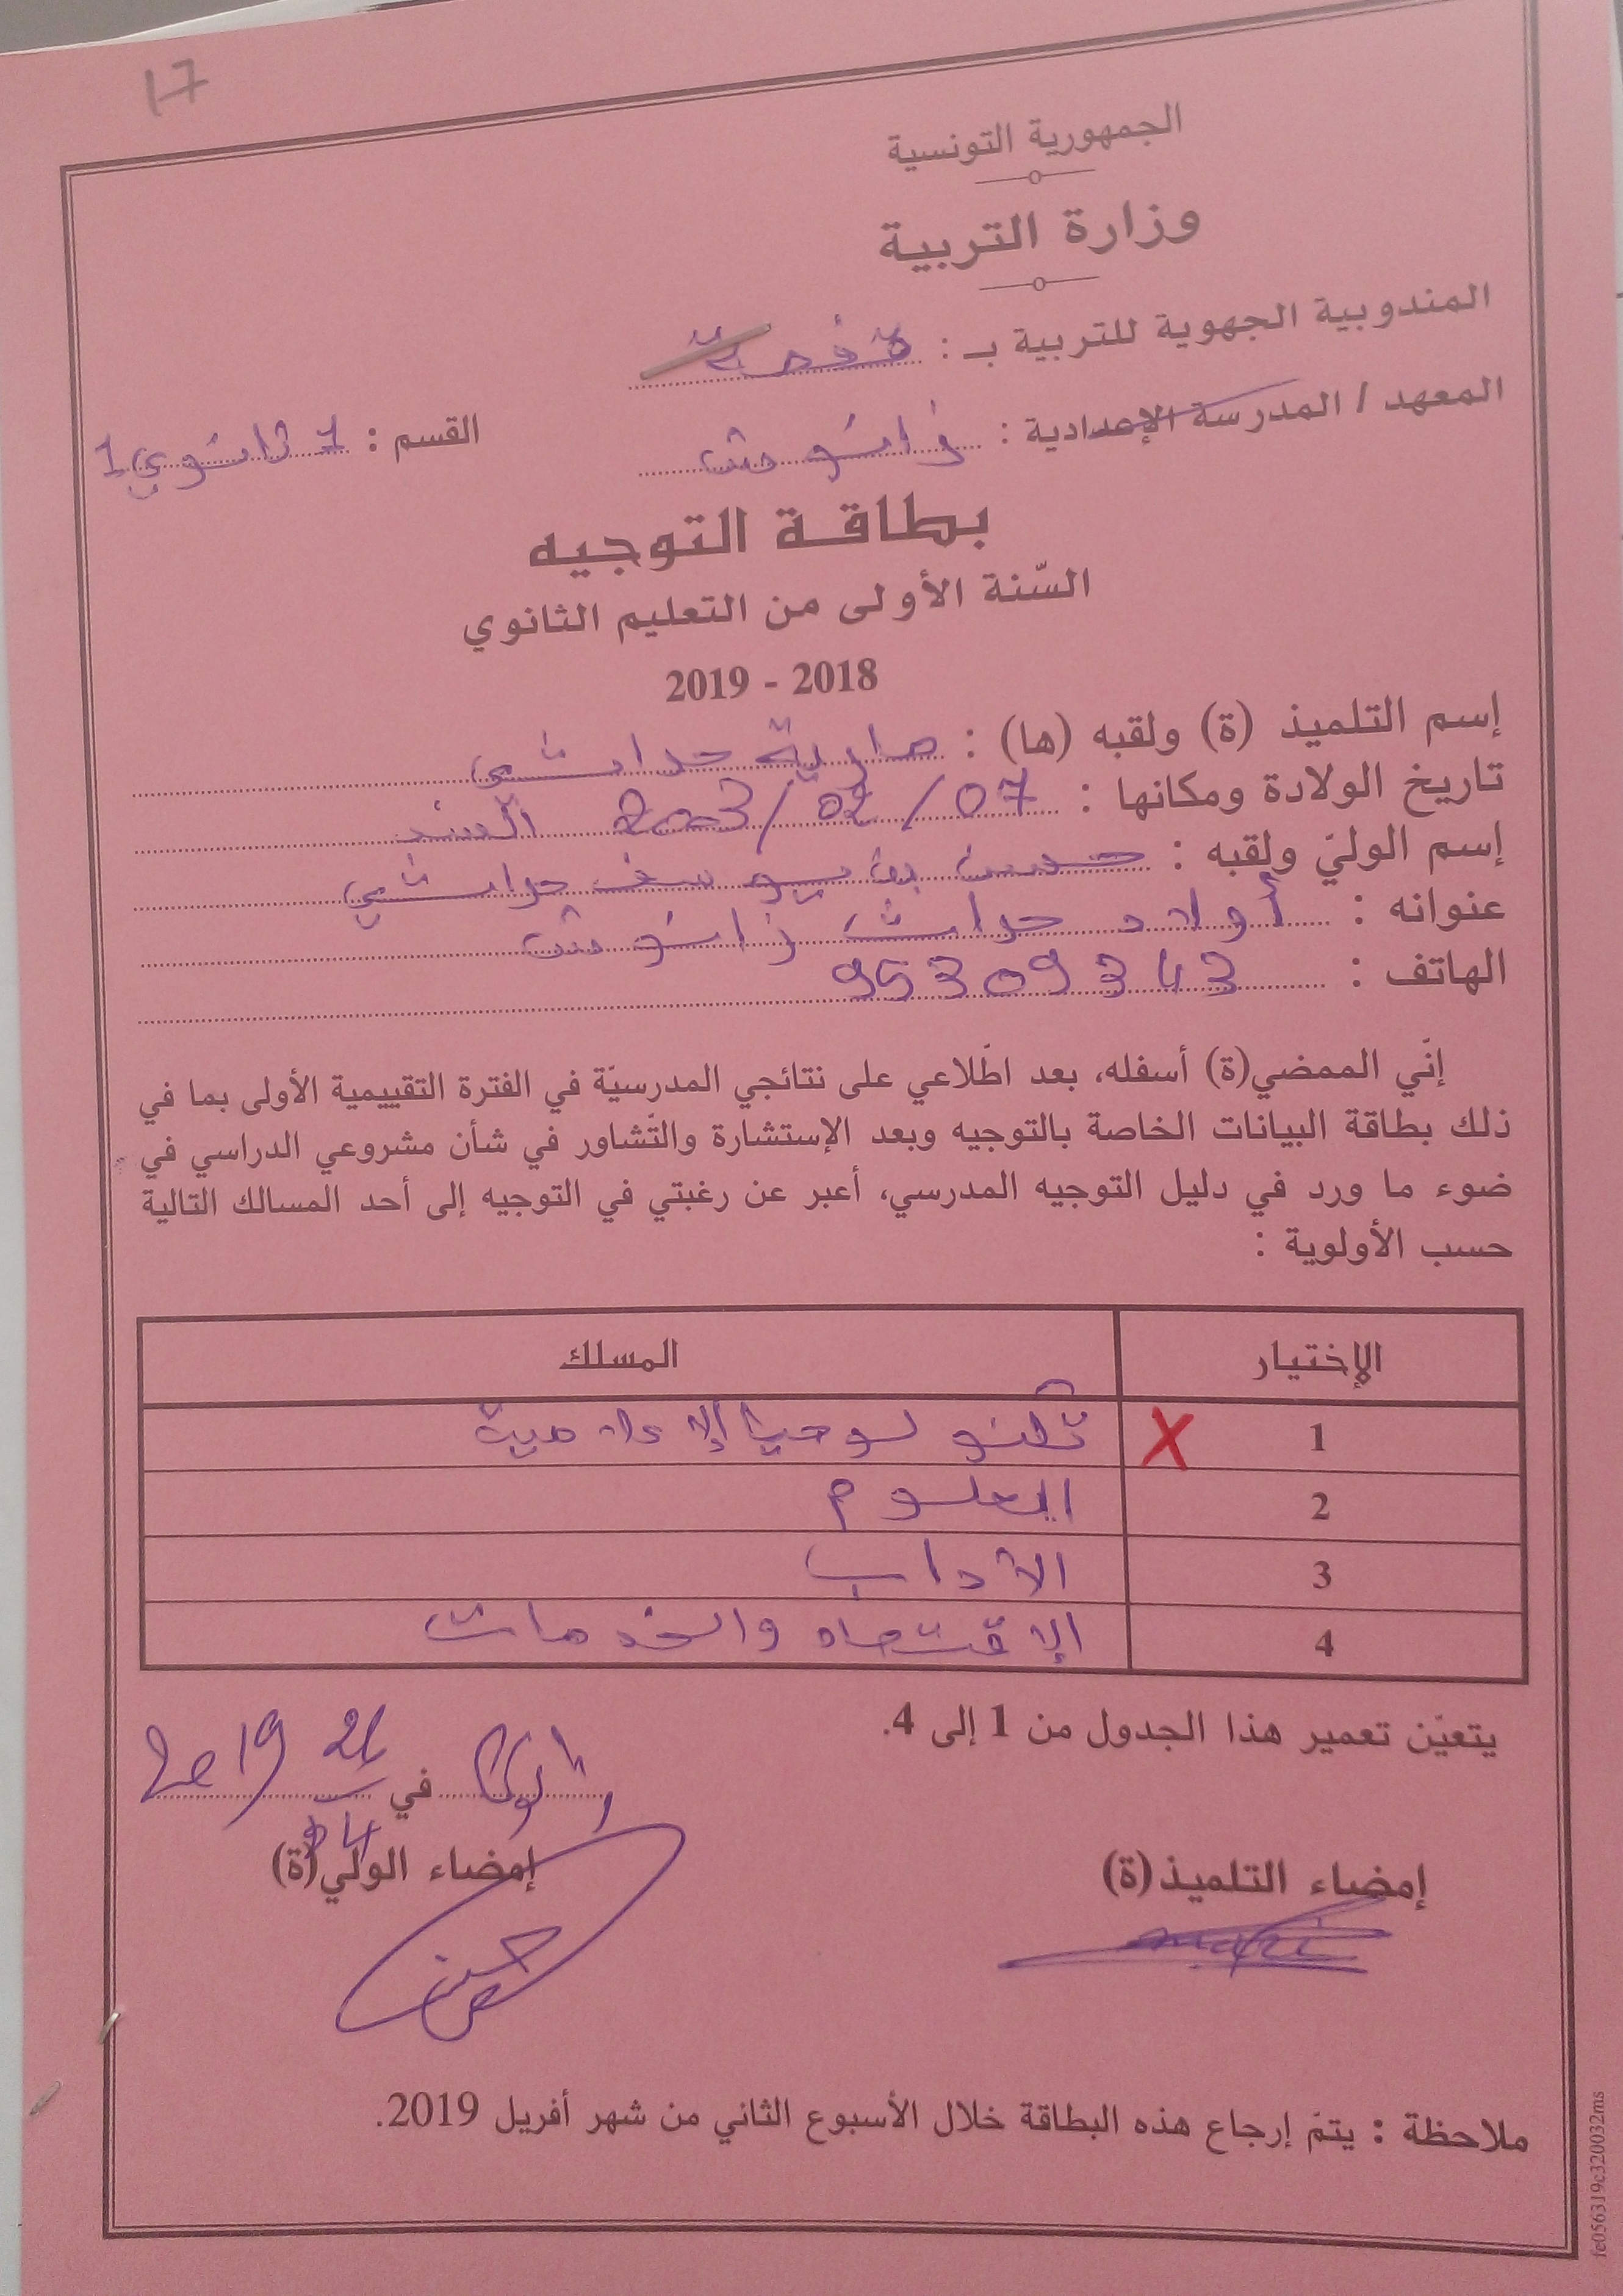 17
الجمهورية التونسية
وزارة التربية
المندوبية الجهوية للتربية بـ : قفصة
المعهد / المدرسة الإعدادية : زانوش
القسم : 1 ثانوي 1
بطاقة التوجيه
السّنة الأولى من التعليم الثانوي
2018 - 2019
إسم التلميذ (ة) ولقبه (ها) : مارية حراشي
تاريخ الولادة ومكانها : 07 / 02 / 2003 السند
إسم الوليّ ولقبه : حسن بن يوسف حراشي
عنوانه : أولاد حراث زانوش
الهاتف : 95309343
إنّي الممضي(ة) أسفله، بعد اطّلاعي على نتائجي المدرسيّة في الفترة التقييمية الأولى بما في
ذلك بطاقة البيانات الخاصة بالتوجيه وبعد الإستشارة والتّشاور في شأن مشروعي الدراسي في
ضوء ما ورد في دليل التوجيه المدرسي، أعبر عن رغبتي في التوجيه إلى أحد المسالك التالية
حسب الأولوية :
الإختيار المسلك
1 X تكنولوجيا الإعلامية
2 العلوم
3 الآداب
4 الإقتصاد والخدمات
يتعيّن تعمير هذا الجدول من 1 إلى 4.
في 26 04 2019
إمضاء التلميذ(ة) إمضاء الولي(ة)
حسن
ملاحظة : يتمّ إرجاع هذه البطاقة خلال الأسبوع الثاني من شهر أفريل 2019.
fe056319c320032ms